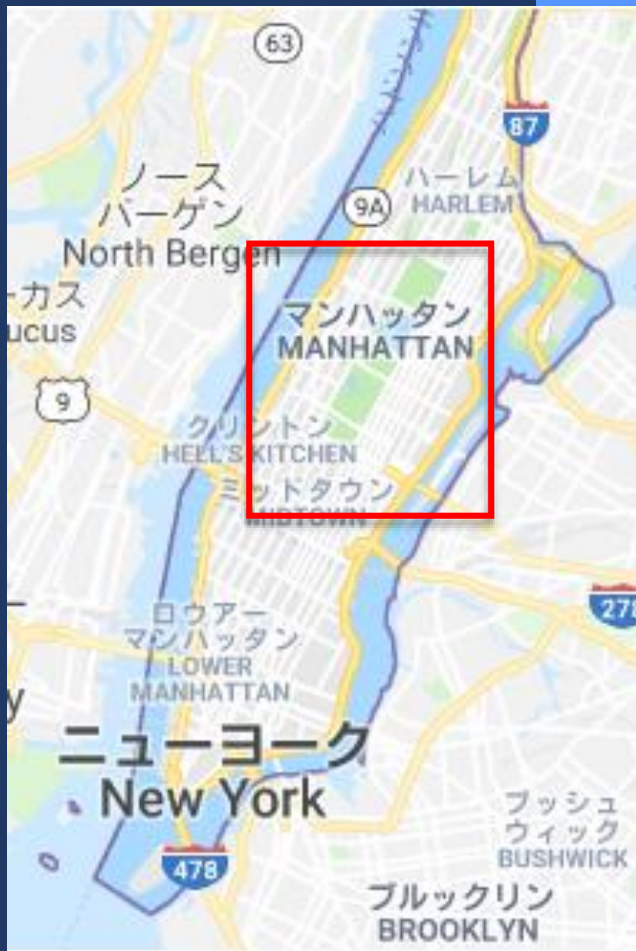 63
87
ノース
バーゲン
North Bergen
ハーレム
HARLEM
9A
ーカス
ucus
マンハッタン
MANHATTAN
9
クリントン
HELL'S KITCHEN
ミッドタウン
MIDTOWN
278
ロウアー
マンハッタン
LOWER
MANHATTAN
y
ニューヨーク
New York
ブッシュ
ウィック
BUSHWICK
478
ブルックリン
BROOKLYN